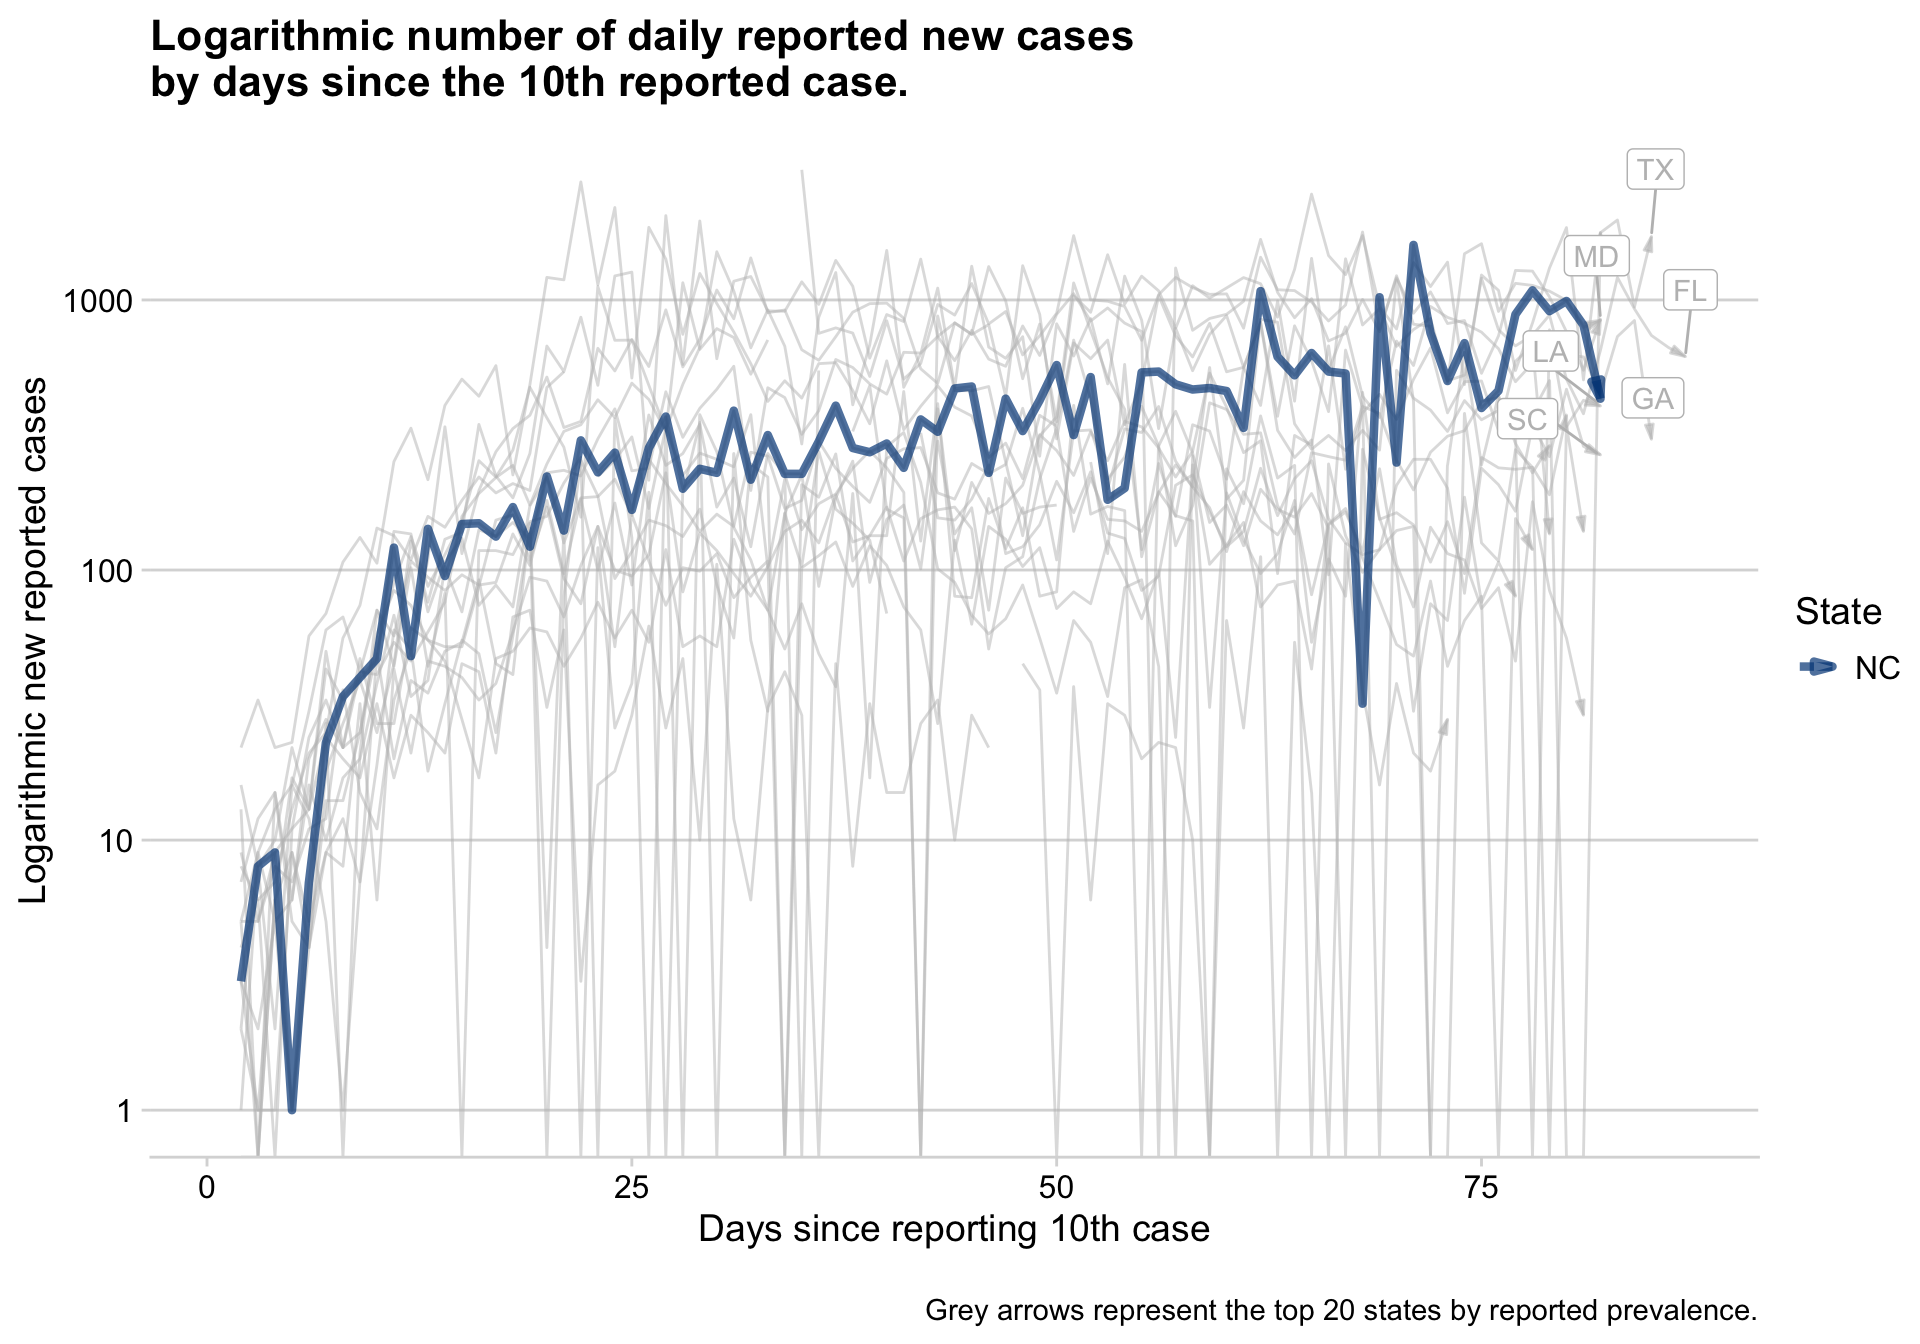 Logarithmic number of daily reported new cases
by days since the 10th reported case.
TX
MD
FL
1000
LA
GA
SC
100
10
1
Logarithmic new reported cases
State
NC
0 25 50 75
Days since reporting 10th case
Grey arrows represent the top 20 states by reported prevalence.